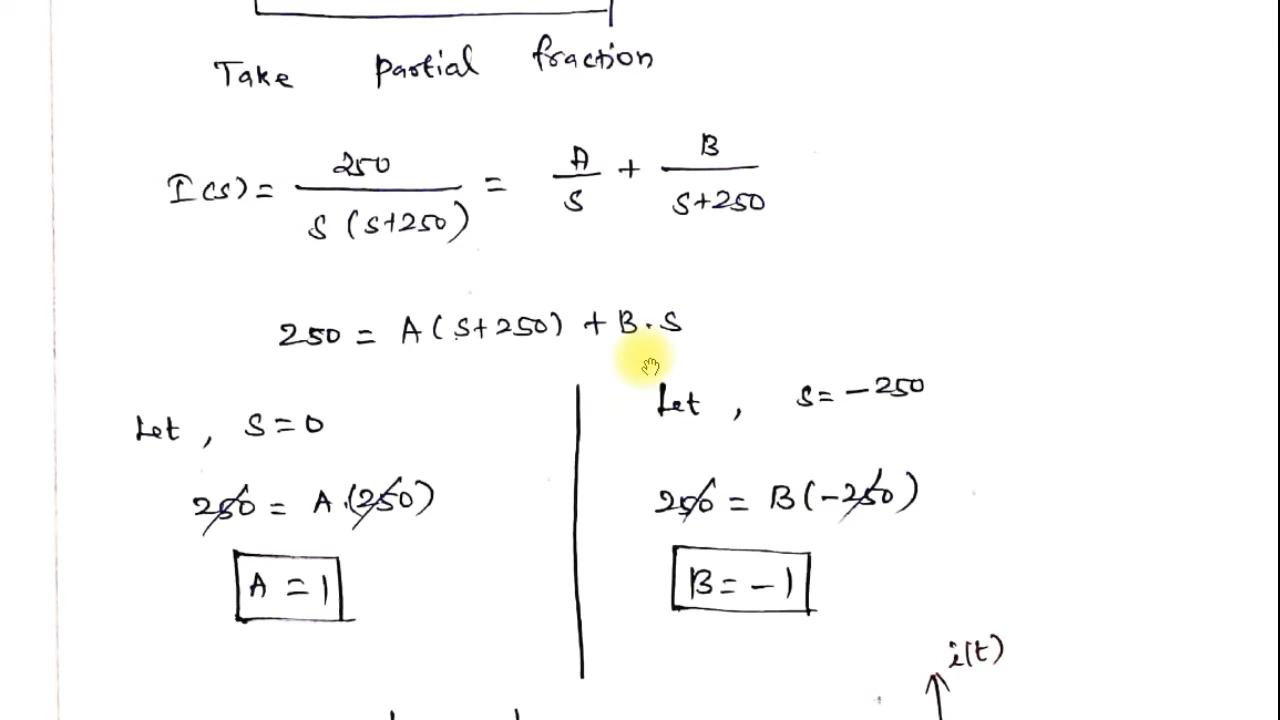 Take partial fraction
I(s) = 250 / s (s+250) = A / s + B / s+250
250 = A (s+250) + B.s
Let , s=0
250 = A.(250)
A = 1
Let , s= -250
250 = B(-250)
B = -1
i(t)